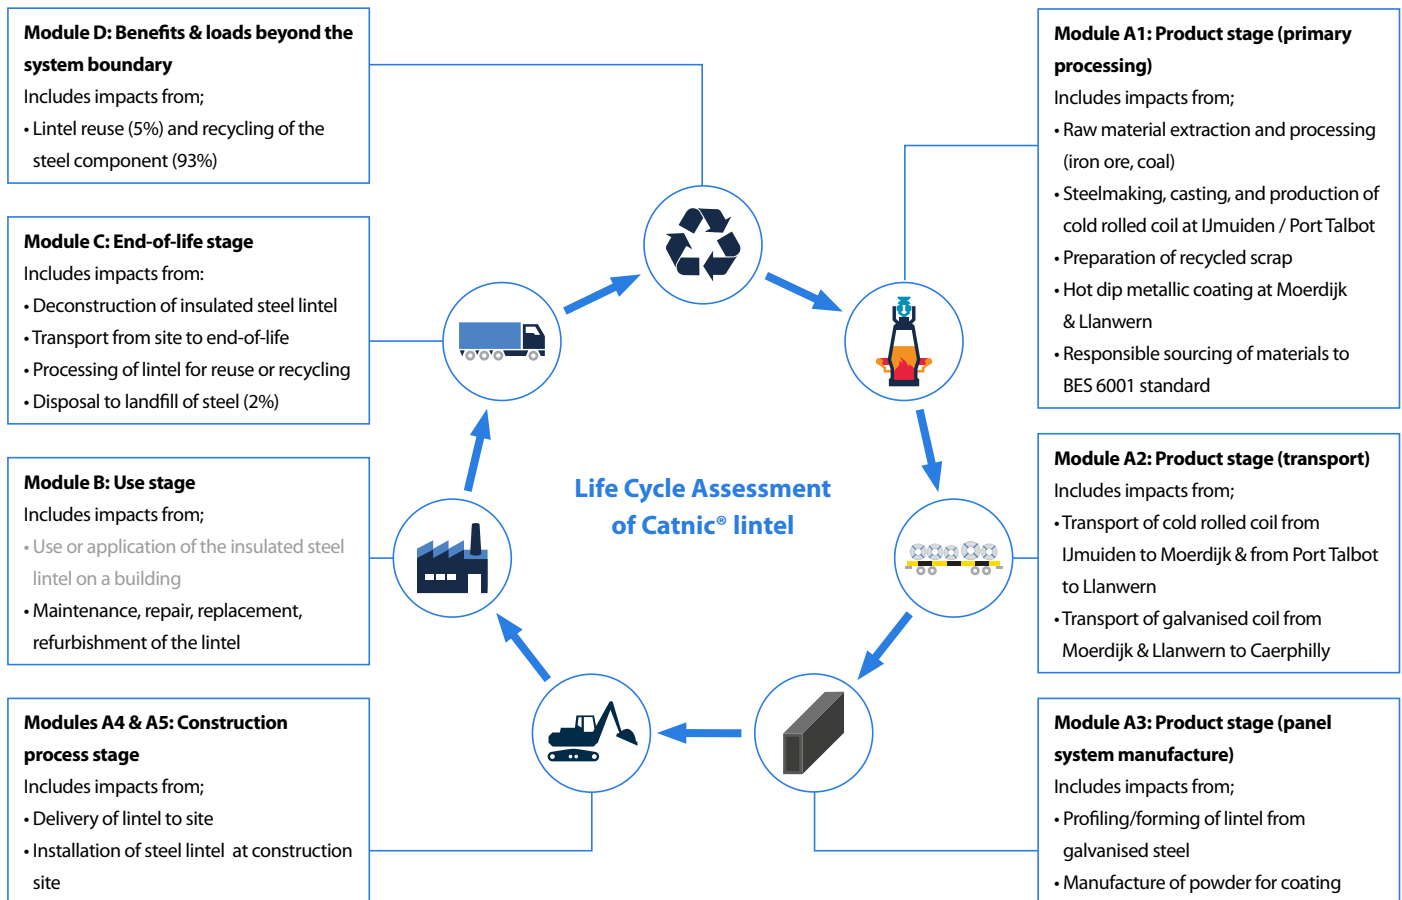 Module D: Benefits & loads beyond the
system boundary
Includes impacts from;
• Lintel reuse (5%) and recycling of the
steel component (93%)
Module C: End-of-life stage
Includes impacts from:
• Deconstruction of insulated steel lintel
• Transport from site to end-of-life
• Processing of lintel for reuse or recycling
• Disposal to landfill of steel (2%)
Module B: Use stage
Includes impacts from;
• Use or application of the insulated steel
lintel on a building
• Maintenance, repair, replacement,
refurbishment of the lintel
Modules A4 & A5: Construction
process stage
Includes impacts from;
• Delivery of lintel to site
• Installation of steel lintel at construction
site
Life Cycle Assessment
of Catnic® lintel
Module A1: Product stage (primary
processing)
Includes impacts from;
• Raw material extraction and processing
(iron ore, coal)
• Steelmaking, casting, and production of
cold rolled coil at IJmuiden / Port Talbot
• Preparation of recycled scrap
• Hot dip metallic coating at Moerdijk
& Llanwern
• Responsible sourcing of materials to
BES 6001 standard
Module A2: Product stage (transport)
Includes impacts from;
• Transport of cold rolled coil from
IJmuiden to Moerdijk & from Port Talbot
to Llanwern
• Transport of galvanised coil from
Moerdijk & Llanwern to Caerphilly
Module A3: Product stage (panel
system manufacture)
Includes impacts from;
• Profiling/forming of lintel from
galvanised steel
• Manufacture of powder for coating